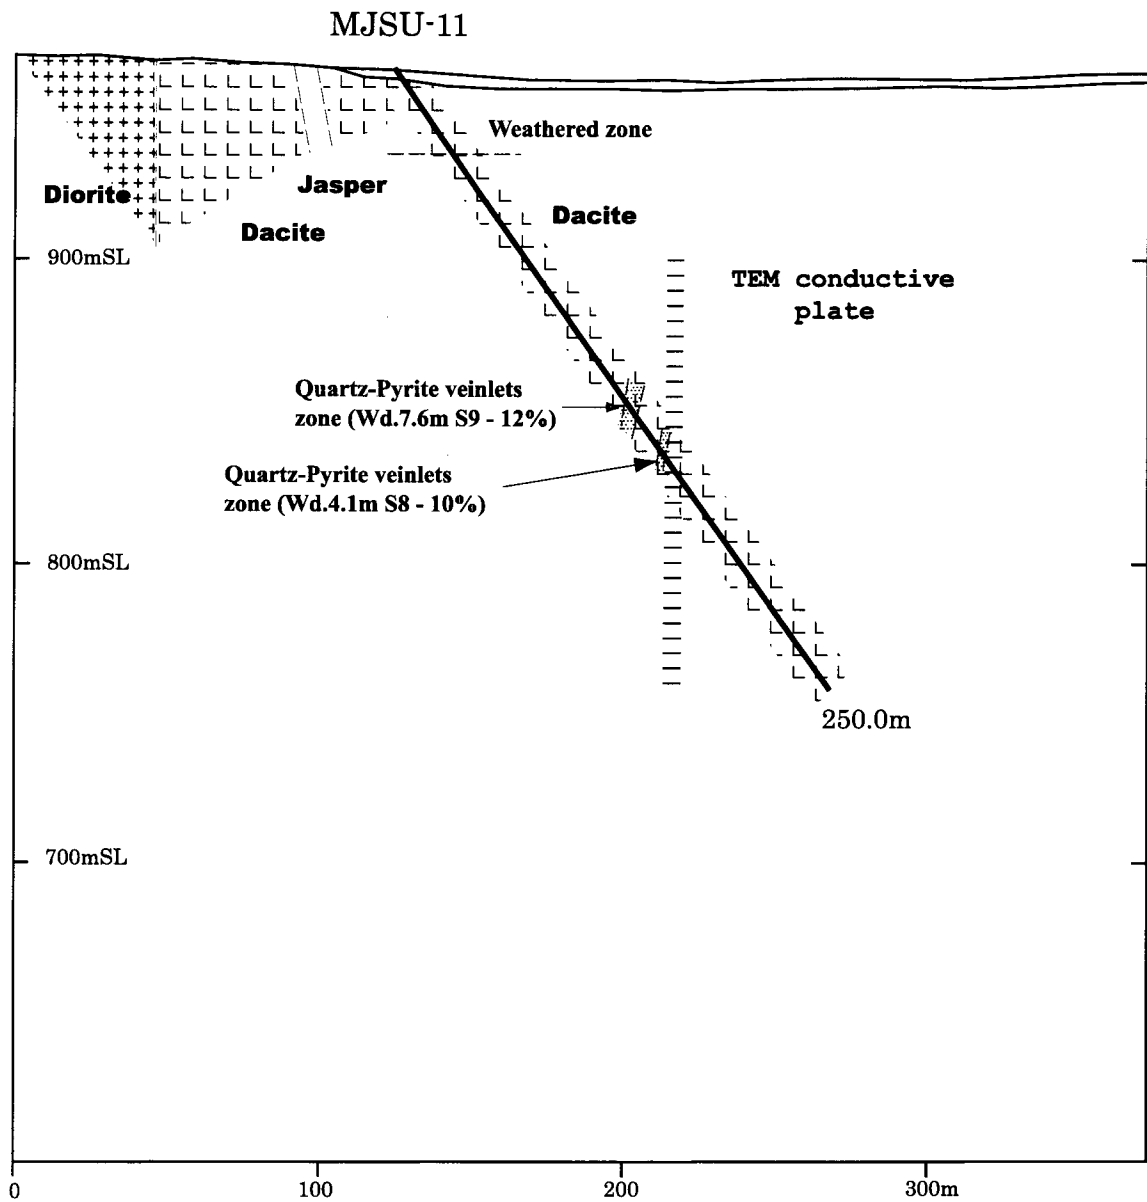 MJSU-11
Weathered zone
Jasper
Diorite
Dacite
Dacite
900mSL
TEM conductive
plate
Quartz-Pyrite veinlets
zone (Wd.7.6m S9 - 12%)
Quartz-Pyrite veinlets
zone (Wd.4.1m S8 - 10%)
800mSL
250.0m
700mSL
0
100
200
300m